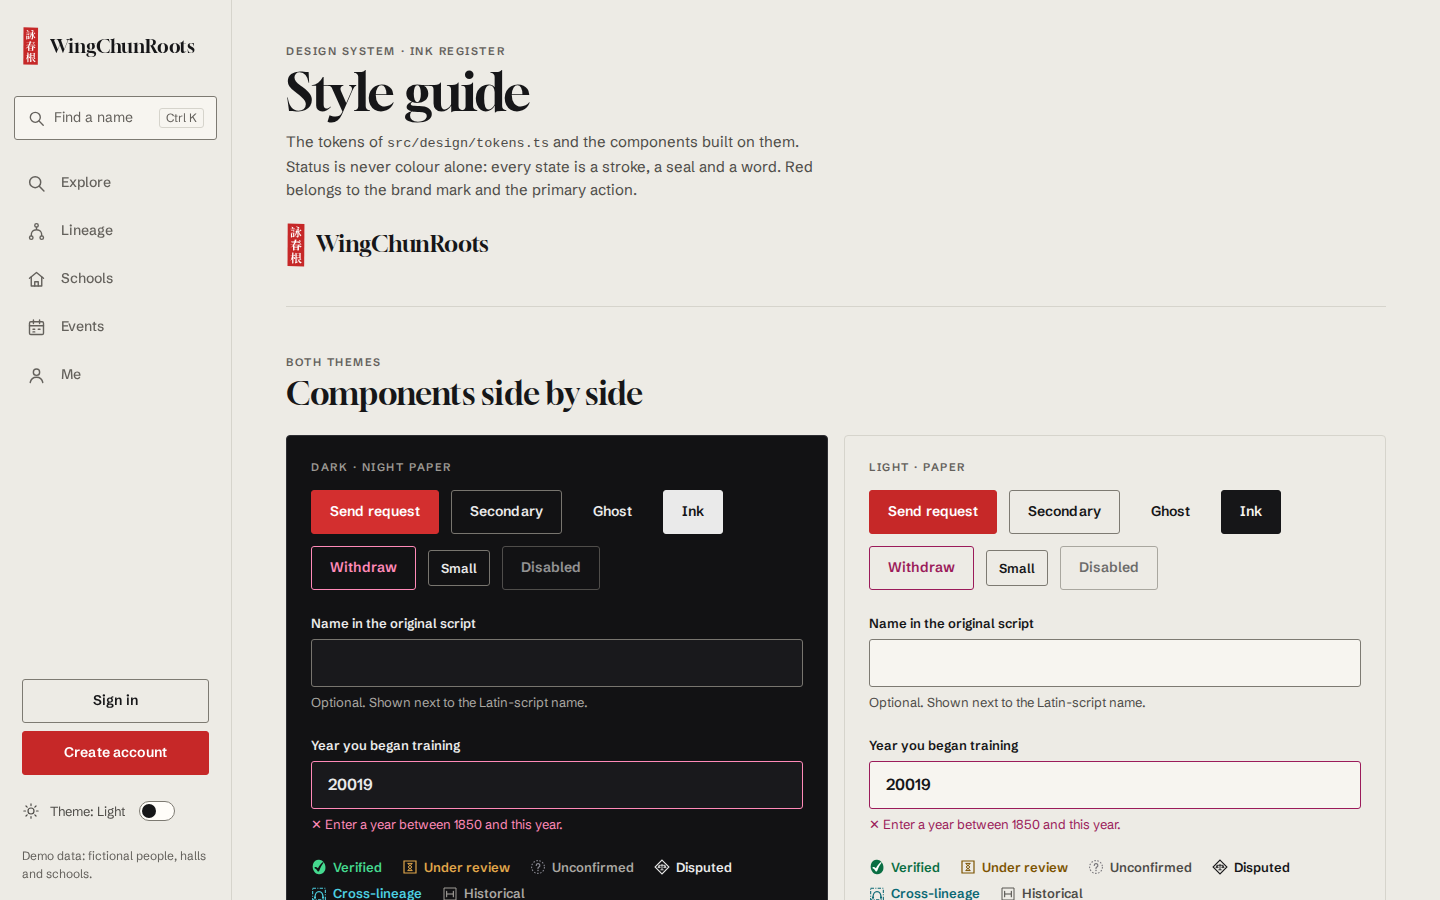 詠春根
WingChunRoots
Find a name Ctrl K
Explore
Lineage
Schools
Events
Me
Sign in
Create account
Theme: Light
Demo data: fictional people, halls
and schools.
DESIGN SYSTEM · INK REGISTER
Style guide
The tokens of src/design/tokens.ts and the components built on them.
Status is never colour alone: every state is a stroke, a seal and a word. Red
belongs to the brand mark and the primary action.
詠春根
WingChunRoots
BOTH THEMES
Components side by side
DARK · NIGHT PAPER
Send request Secondary Ghost Ink
Withdraw Small Disabled
Name in the original script
Optional. Shown next to the Latin-script name.
Year you began training
20019
✕ Enter a year between 1850 and this year.
Verified Under review Unconfirmed Disputed
Cross-lineage Historical
LIGHT · PAPER
Send request Secondary Ghost Ink
Withdraw Small Disabled
Name in the original script
Optional. Shown next to the Latin-script name.
Year you began training
20019
✕ Enter a year between 1850 and this year.
Verified Under review Unconfirmed Disputed
Cross-lineage Historical